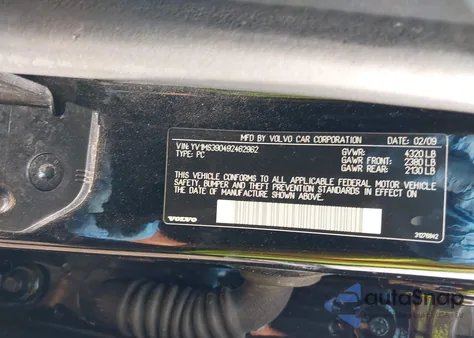 MFD BY VOLVO CAR CORPORATION DATE: 02/09
VIN: YV1MS390492462962 GVWR: 4320 LB
TYPE: PC GAWR FRONT: 2380 LB
GAWR REAR: 2130 LB
THIS VEHICLE CONFORMS TO ALL APPLICABLE FEDERAL MOTOR VEHICLE
SAFETY, BUMPER AND THEFT PREVENTION STANDARDS IN EFFECT ON THE
DATE OF MANUFACTURE SHOWN ABOVE.
VOLVO 31276942
autoSnap